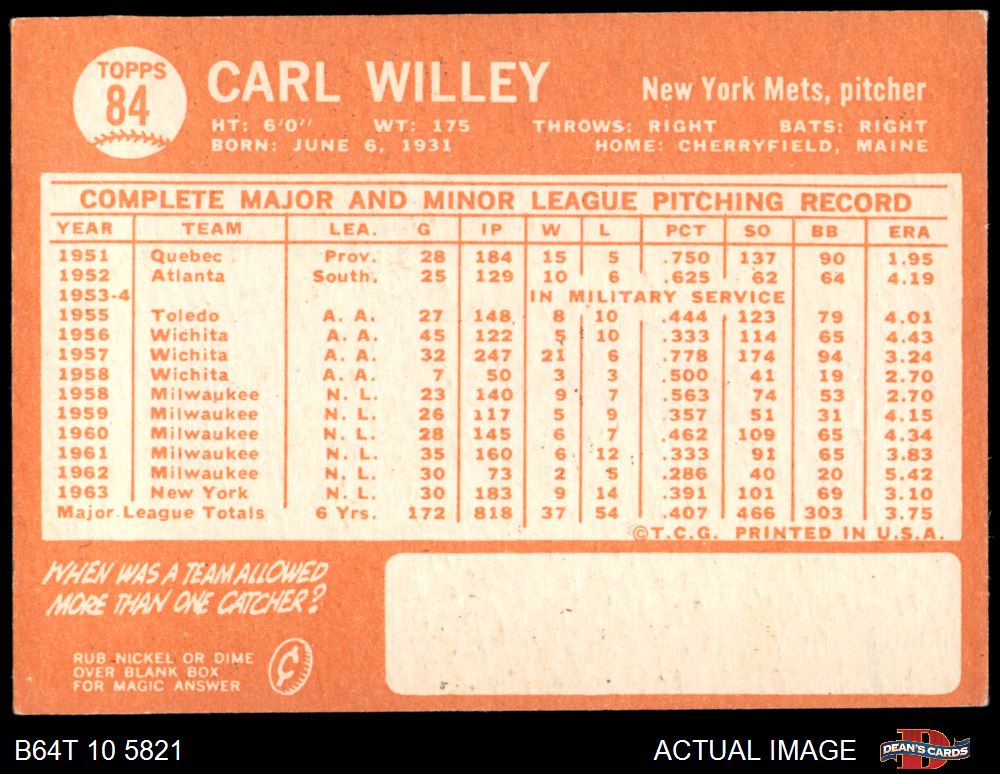 TOPPS
84
CARL WILLEY
New York Mets, pitcher
HT: 6'0" WT: 175 THROWS: RIGHT BATS: RIGHT
BORN: JUNE 6, 1931 HOME: CHERRYFIELD, MAINE
COMPLETE MAJOR AND MINOR LEAGUE PITCHING RECORD
YEAR TEAM LEA. G IP W L PCT SO BB ERA
1951 Quebec Prov. 28 184 15 5 .750 137 90 1.95
1952 Atlanta South. 25 129 10 6 .625 62 64 4.19
1953-4 IN MILITARY SERVICE
1955 Toledo A. A. 27 148 8 10 .444 123 79 4.01
1956 Wichita A. A. 45 122 5 10 .333 114 65 4.43
1957 Wichita A. A. 32 247 21 6 .778 174 94 3.24
1958 Wichita A. A. 7 50 3 3 .500 41 19 2.70
1958 Milwaukee N. L. 23 140 9 7 .563 74 53 2.70
1959 Milwaukee N. L. 26 117 5 9 .357 51 31 4.15
1960 Milwaukee N. L. 28 145 6 7 .462 109 65 4.34
1961 Milwaukee N. L. 35 160 6 12 .333 91 65 3.83
1962 Milwaukee N. L. 30 73 2 5 .286 40 20 5.42
1963 New York N. L. 30 183 9 14 .391 101 69 3.10
Major League Totals 6 Yrs. 172 818 37 54 .407 466 303 3.75
©T.C.G. PRINTED IN U.S.A.
WHEN WAS A TEAM ALLOWED
MORE THAN ONE CATCHER?
RUB NICKEL OR DIME
OVER BLANK BOX
FOR MAGIC ANSWER
¢
B64T 10 5821
ACTUAL IMAGE
DEAN'S CARDS